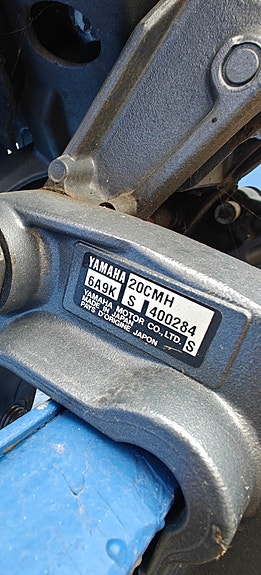 YAMAHA 20CMH
6A9K S 400284
YAMAHA MOTOR CO., LTD.
MADE IN JAPAN
PAYS D'ORIGINE JAPON
S